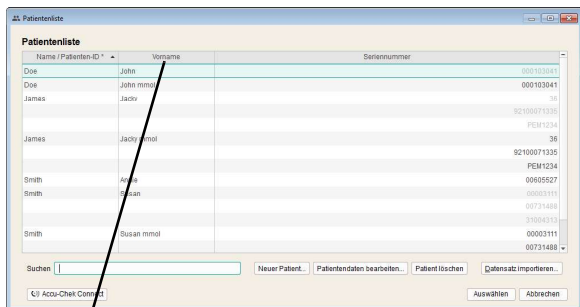 Patientenliste
Patientenliste
Name / Patienten-ID * Vorname Seriennummer
Doe John 000103041
Doe John mmol 000103041
James Jacky 36
92100071335
PEM1234
James Jacky mmol 36
92100071335
PEM1234
Smith Annie 00605527
Smith Susan 00003111
00731488
31004313
Smith Susan mmol 00003111
00731488
Suchen Neuer Patient... Patientendaten bearbeiten... Patient löschen Datensatz importieren...
Accu-Chek Connect Auswählen Abbrechen